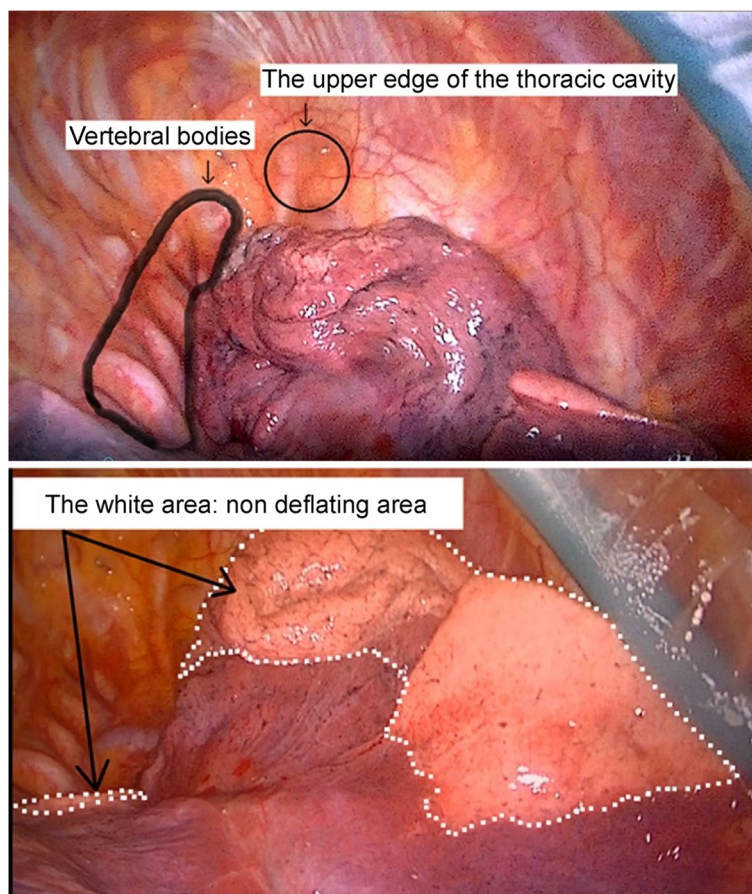 The upper edge of the thoracic cavity
Vertebral bodies
The white area: non deflating area